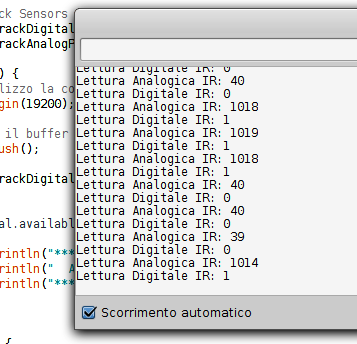 ck Sensors
rackDigital
rackAnalogP
) {
lizzo la co
gin(19200);
il buffer
ush();
rackDigital
al.availabl
rintln("***
rintln("  A
rintln("***
{
Lettura Digitale IR: 0
Lettura Analogica IR: 40
Lettura Digitale IR: 0
Lettura Analogica IR: 1018
Lettura Digitale IR: 1
Lettura Analogica IR: 1019
Lettura Digitale IR: 1
Lettura Analogica IR: 1018
Lettura Digitale IR: 1
Lettura Analogica IR: 40
Lettura Digitale IR: 0
Lettura Analogica IR: 40
Lettura Digitale IR: 0
Lettura Analogica IR: 39
Lettura Digitale IR: 0
Lettura Analogica IR: 1014
Lettura Digitale IR: 1
Scorrimento automatico